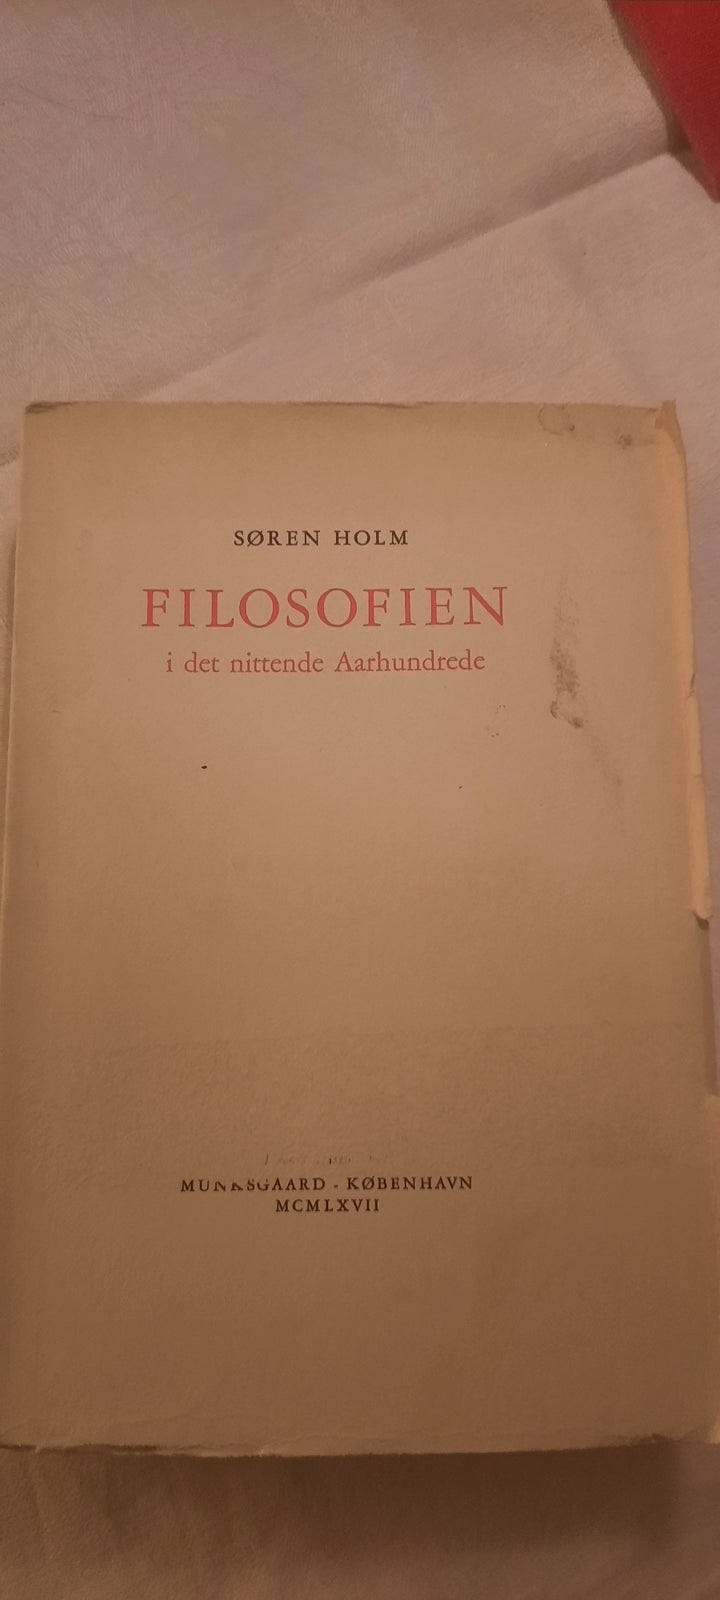 SØREN HOLM
FILOSOFIEN
i det nittende Aarhundrede
MUNKSGAARD - KØBENHAVN
MCMLXVII